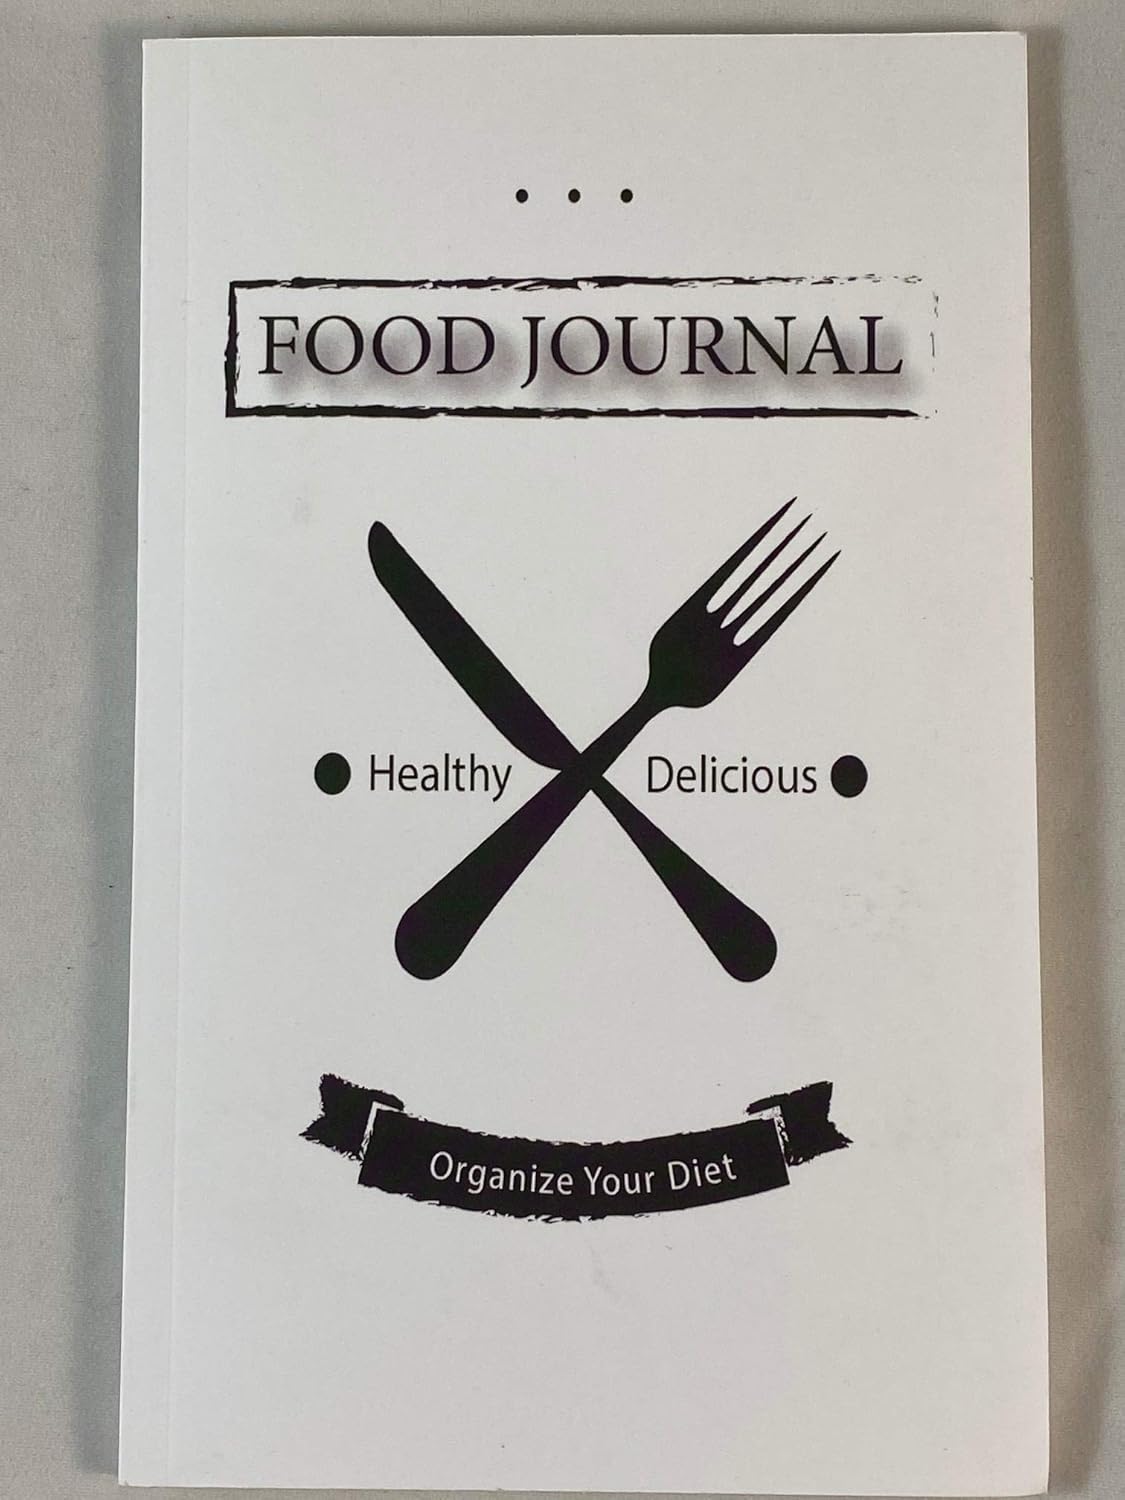 FOOD JOURNAL
Healthy Delicious
Organize Your Diet